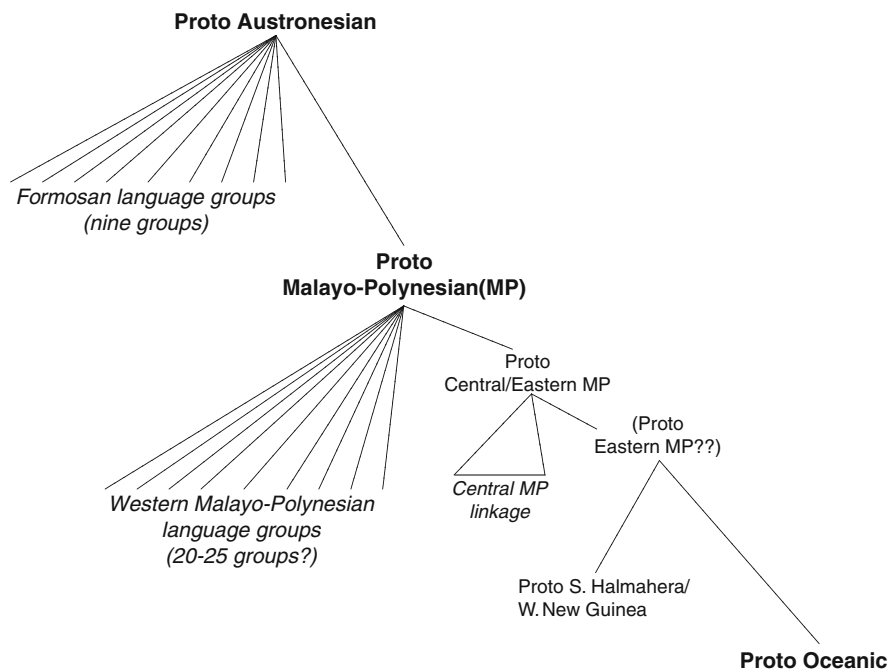 Proto Austronesian
Formosan language groups
(nine groups)
Proto
Malayo-Polynesian(MP)
Proto
Central/Eastern MP
(Proto
Eastern MP??)
Central MP
linkage
Western Malayo-Polynesian
language groups
(20-25 groups?)
Proto S. Halmahera/
W. New Guinea
Proto Oceanic